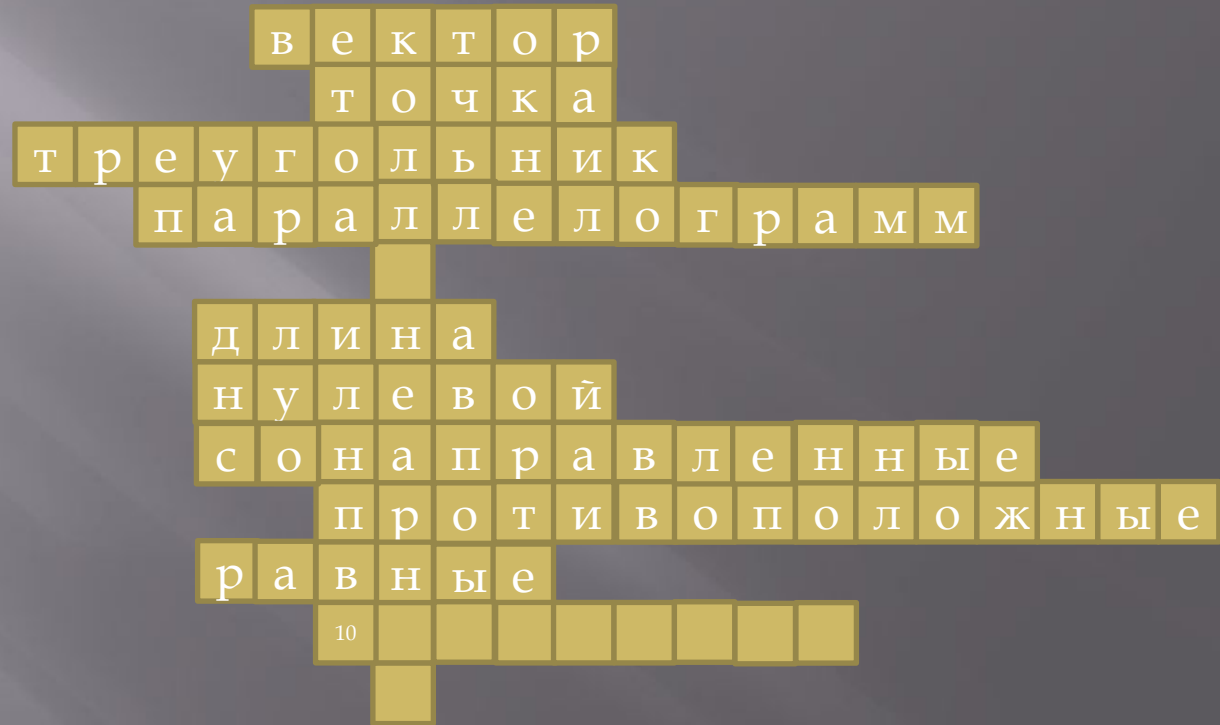 вектор
точка
треугольник
параллелограмм
длина
нулевой
сонаправленные
противоположные
равные
10